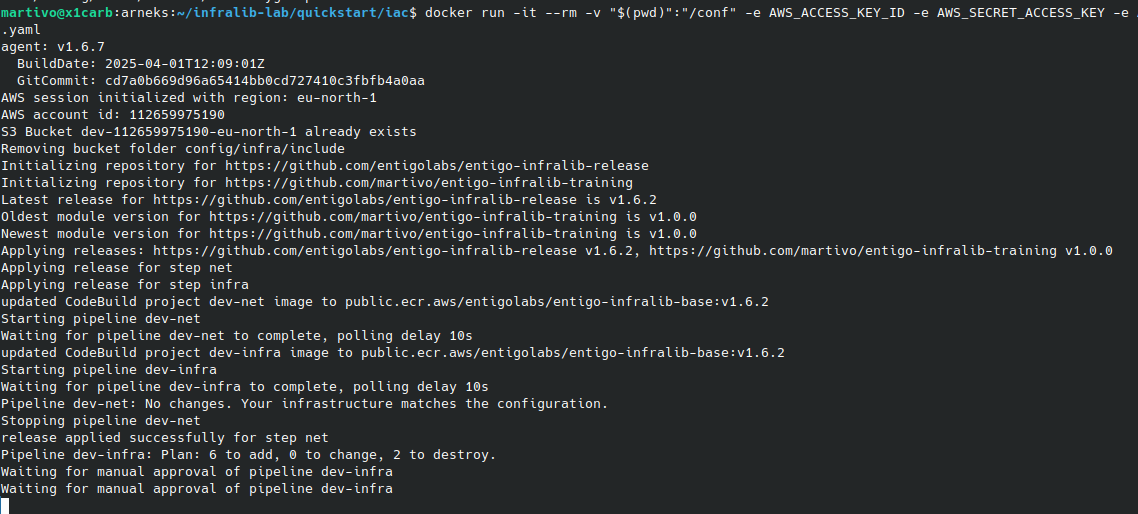 martivo@x1carb:arneks:~/infralib-lab/quickstart/iac$ docker run -it --rm -v "$(pwd)":"/conf" -e AWS_ACCESS_KEY_ID -e AWS_SECRET_ACCESS_KEY -e
.yaml
agent: v1.6.7
  BuildDate: 2025-04-01T12:09:01Z
  GitCommit: cd7a0b669d96a65414bb0cd727410c3fbfb4a0aa
AWS session initialized with region: eu-north-1
AWS account id: 112659975190
S3 Bucket dev-112659975190-eu-north-1 already exists
Removing bucket folder config/infra/include
Initializing repository for https://github.com/entigolabs/entigo-infralib-release
Initializing repository for https://github.com/martivo/entigo-infralib-training
Latest release for https://github.com/entigolabs/entigo-infralib-release is v1.6.2
Oldest module version for https://github.com/martivo/entigo-infralib-training is v1.0.0
Newest module version for https://github.com/martivo/entigo-infralib-training is v1.0.0
Applying releases: https://github.com/entigolabs/entigo-infralib-release v1.6.2, https://github.com/martivo/entigo-infralib-training v1.0.0
Applying release for step net
Applying release for step infra
updated CodeBuild project dev-net image to public.ecr.aws/entigolabs/entigo-infralib-base:v1.6.2
Starting pipeline dev-net
Waiting for pipeline dev-net to complete, polling delay 10s
updated CodeBuild project dev-infra image to public.ecr.aws/entigolabs/entigo-infralib-base:v1.6.2
Starting pipeline dev-infra
Waiting for pipeline dev-infra to complete, polling delay 10s
Pipeline dev-net: No changes. Your infrastructure matches the configuration.
Stopping pipeline dev-net
release applied successfully for step net
Pipeline dev-infra: Plan: 6 to add, 0 to change, 2 to destroy.
Waiting for manual approval of pipeline dev-infra
Waiting for manual approval of pipeline dev-infra